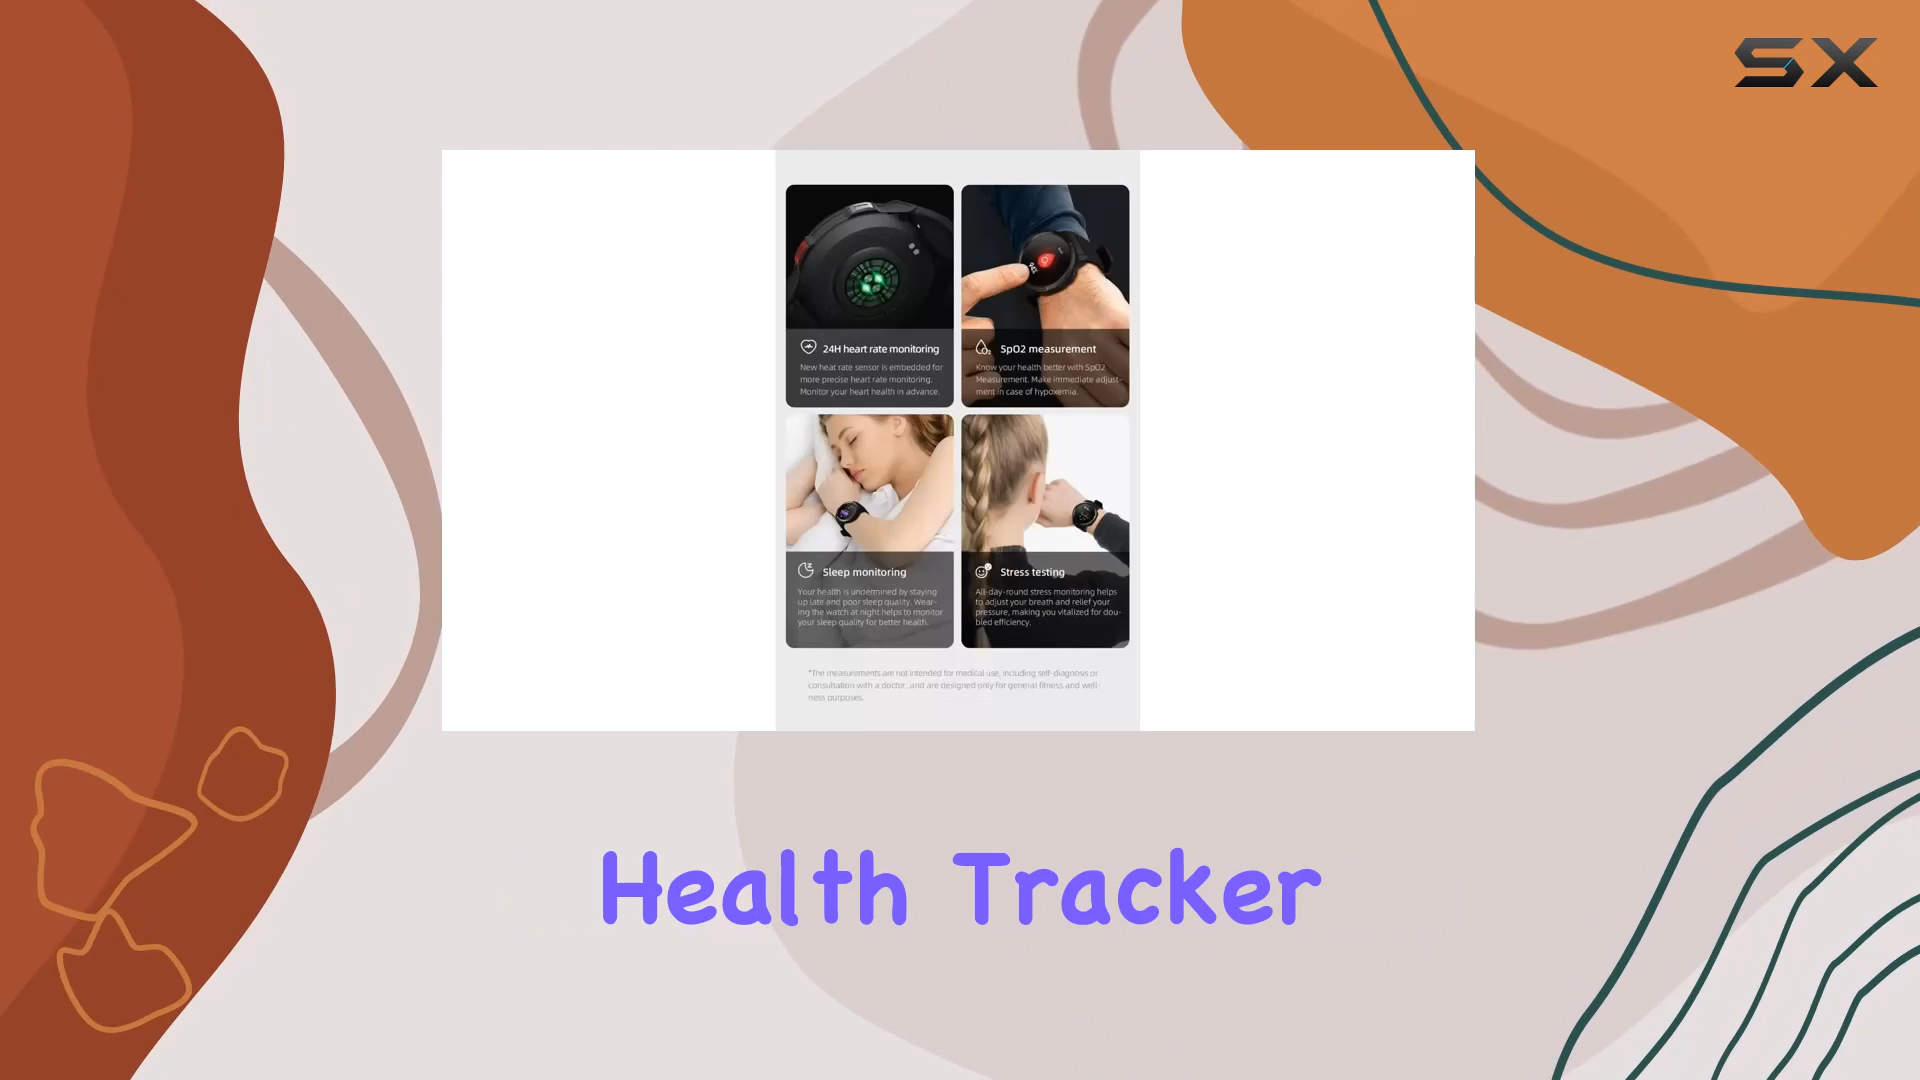 SX
24H heart rate monitoring
New heat rate sensor is embedded for
more precise heart rate monitoring.
Monitor your heart health in advance.
SpO2 measurement
Know your health better with SpO2
Measurement. Make immediate adjust-
ment in case of hypoxemia.
Sleep monitoring
Your health is undermined by staying
up late and poor sleep quality. Wear-
ing the watch at night helps to monitor
your sleep quality for better health.
Stress testing
All-day-round stress monitoring helps
to adjust your breath and relief your
pressure, making you vitalized for dou-
bled efficiency.
*The measurements are not intended for medical use, including self-diagnosis or
consultation with a doctor, and are designed only for general fitness and well-
ness purposes.
Health Tracker